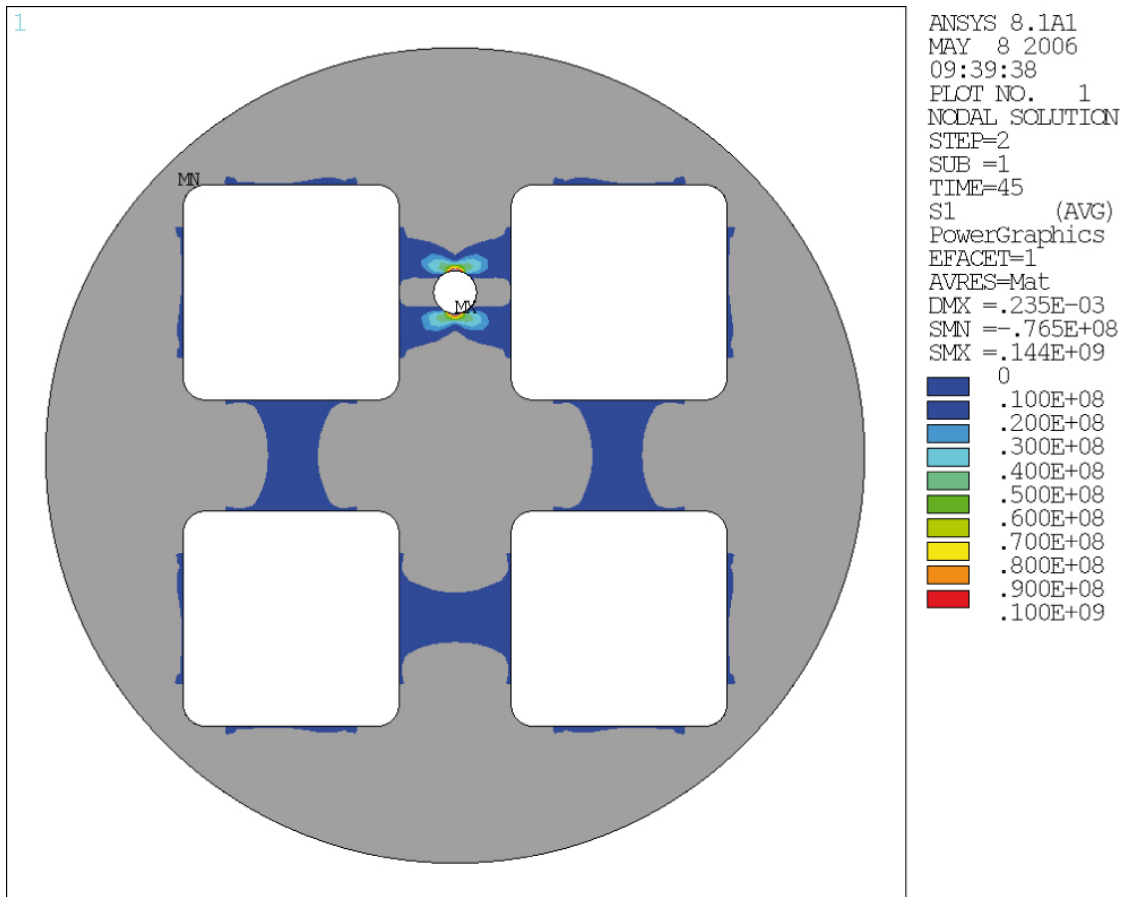 1
ANSYS 8.1A1
MAY 8 2006
09:39:38
PLOT NO. 1
NODAL SOLUTION
STEP=2
SUB =1
TIME=45
S1 (AVG)
PowerGraphics
EFACET=1
AVRES=Mat
DMX =.235E-03
SMN =-.765E+08
SMX =.144E+09
0
.100E+08
.200E+08
.300E+08
.400E+08
.500E+08
.600E+08
.700E+08
.800E+08
.900E+08
.100E+09
MN
MX